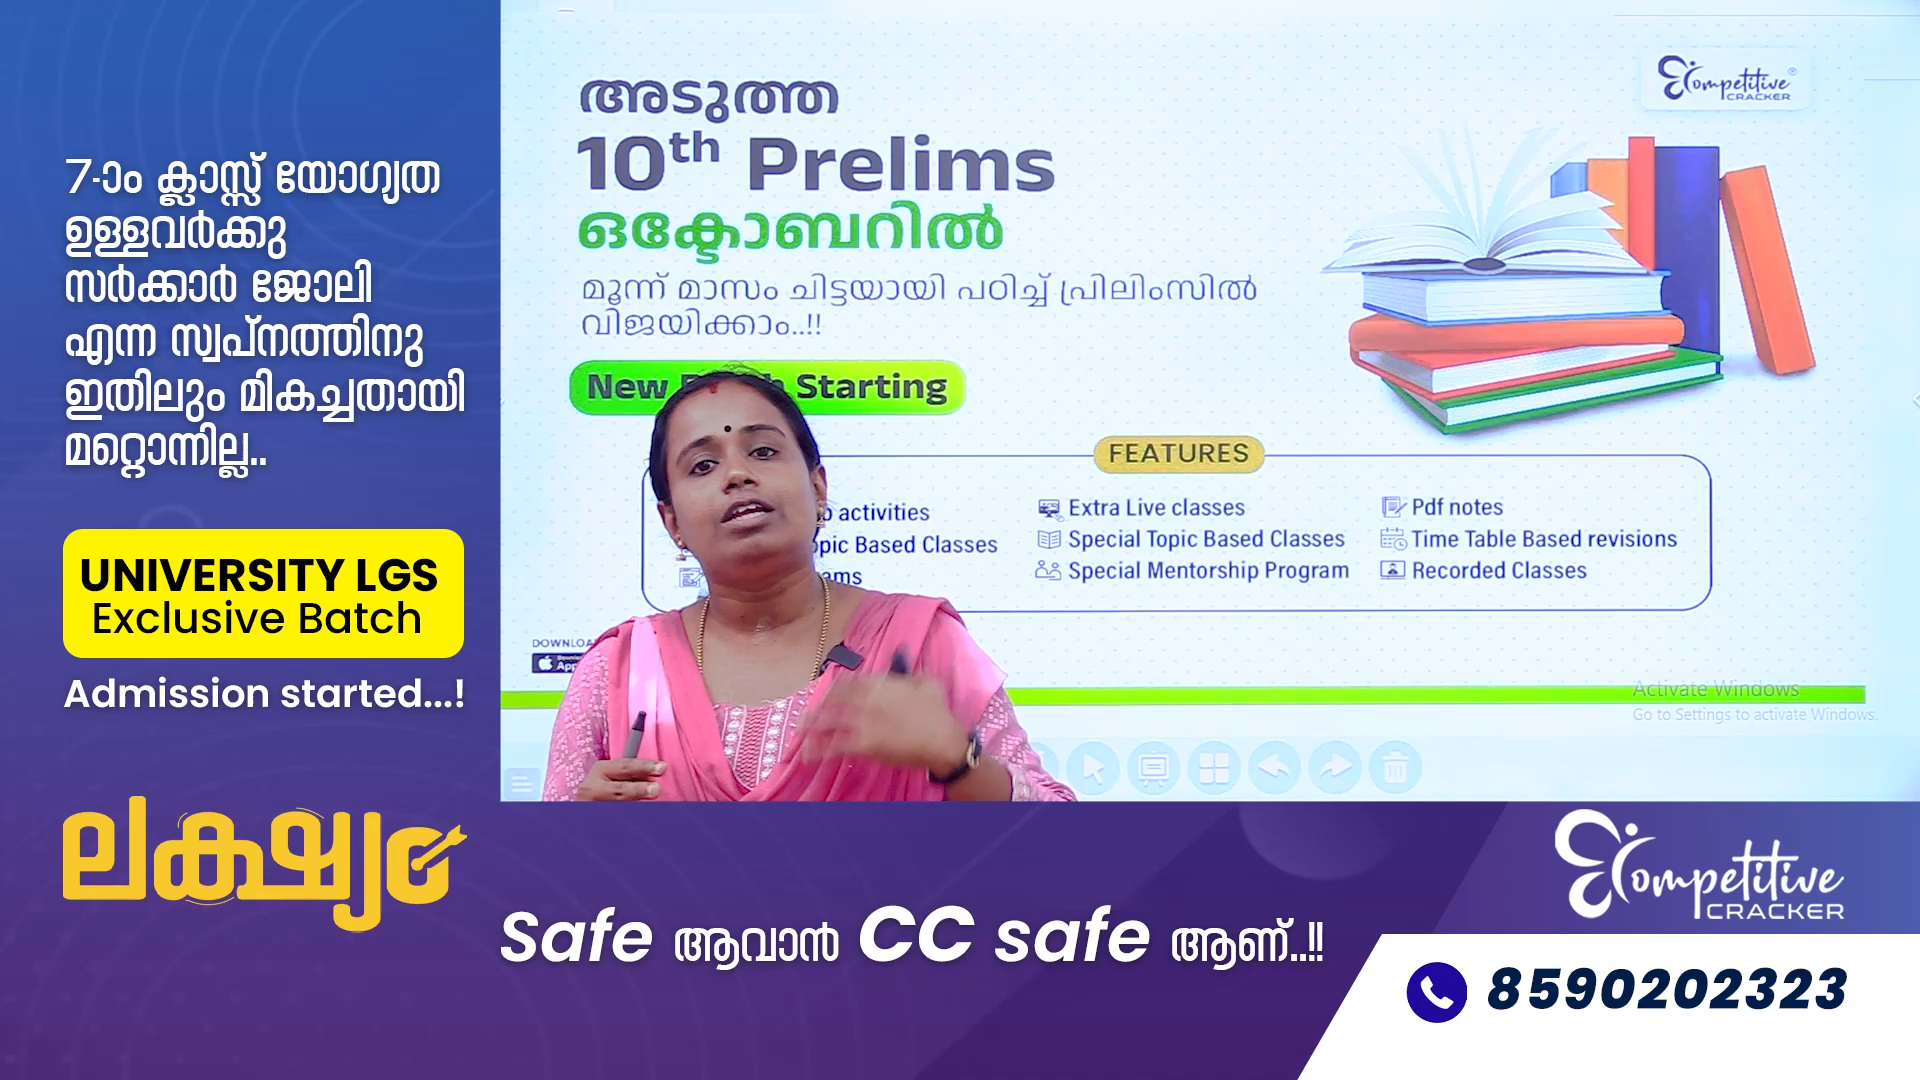 7-ാം ക്ലാസ്സ് യോഗ്യത
ഉള്ളവർക്കു
സർക്കാർ ജോലി
എന്ന സ്വപ്നത്തിനു
ഇതിലും മികച്ചതായി
മറ്റൊന്നില്ല..
UNIVERSITY LGS
Exclusive Batch
Admission started...!
ലക്ഷ്യം
അടുത്ത
10th Prelims
ഒക്ടോബറിൽ
മൂന്ന് മാസം ചിട്ടയായി പഠിച്ച് പ്രിലിംസിൽ
വിജയിക്കാം..!!
New Starting
Competitive®
CRACKER
FEATURES
activities
Based Classes
Extra Live classes
Special Topic Based Classes
Special Mentorship Program
Pdf notes
Time Table Based revisions
Recorded Classes
Activate Windows
Go to Settings to activate Windows.
Safe ആവാൻ CC safe ആണ്..!!
Competitive
CRACKER
8590202323